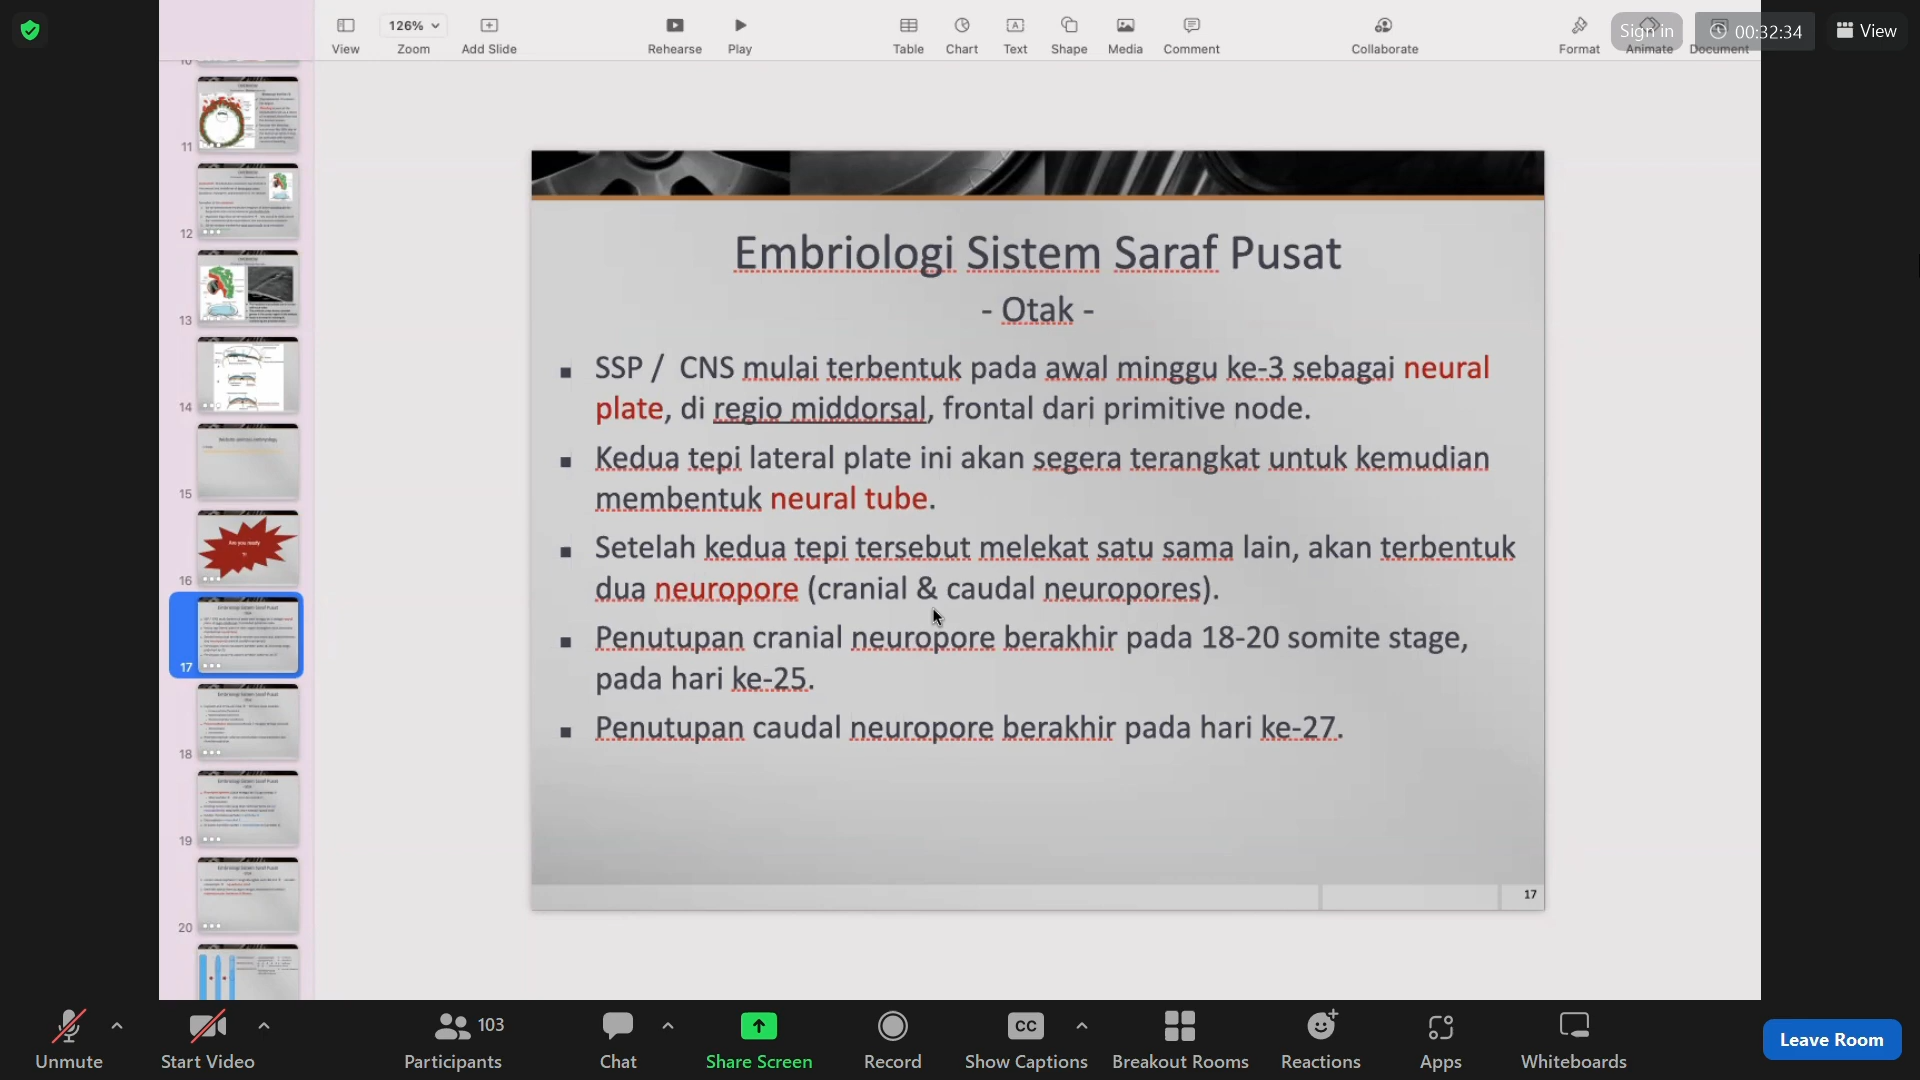 View
126%
Zoom
Add Slide
Rehearse
Play
Table
Chart
Text
Shape
Media
Comment
Collaborate
Format
Animate
Document
Sign in
00:32:34
View
11
12
13
14
15
16
Are you ready
17
18
19
20
Embriologi Sistem Saraf Pusat
- Otak -
SSP / CNS mulai terbentuk pada awal minggu ke-3 sebagai neural
plate, di regio middorsal, frontal dari primitive node.
Kedua tepi lateral plate ini akan segera terangkat untuk kemudian
membentuk neural tube.
Setelah kedua tepi tersebut melekat satu sama lain, akan terbentuk
dua neuropore (cranial & caudal neuropores).
Penutupan cranial neuropore berakhir pada 18-20 somite stage,
pada hari ke-25.
Penutupan caudal neuropore berakhir pada hari ke-27.
17
Unmute
Start Video
103
Participants
Chat
Share Screen
Record
CC
Show Captions
Breakout Rooms
Reactions
Apps
Whiteboards
Leave Room